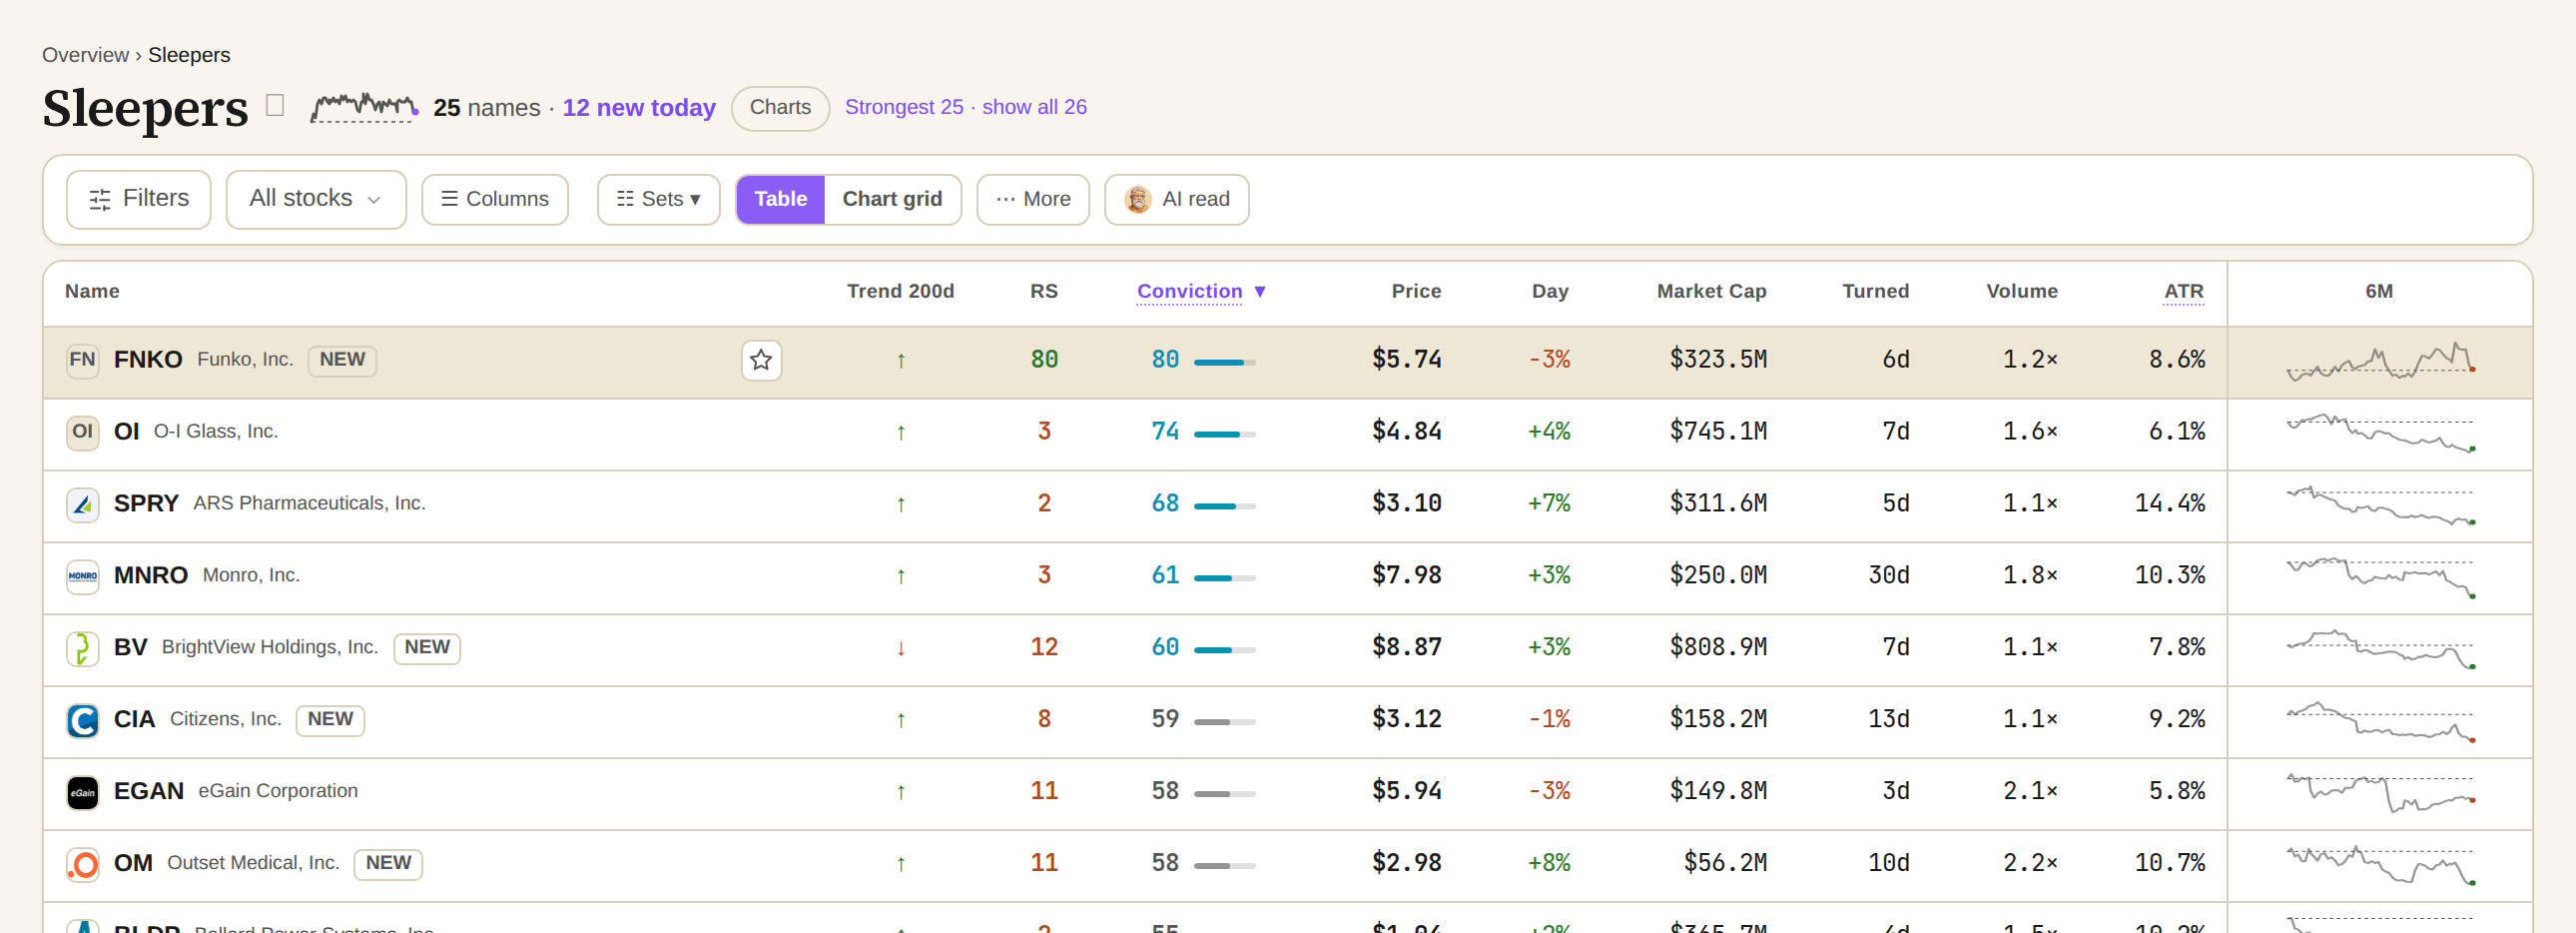 Overview › Sleepers
Sleepers 25 names · 12 new today Charts Strongest 25 · show all 26
Filters All stocks Columns Sets ▾ Table Chart grid ⋯ More AI read
Name Trend 200d RS Conviction ▼ Price Day Market Cap Turned Volume ATR 6M
FN FNKO Funko, Inc. NEW ↑ 80 80 $5.74 -3% $323.5M 6d 1.2× 8.6%
OI OI O-I Glass, Inc. ↑ 3 74 $4.84 +4% $745.1M 7d 1.6× 6.1%
SPRY ARS Pharmaceuticals, Inc. ↑ 2 68 $3.10 +7% $311.6M 5d 1.1× 14.4%
MONRO MNRO Monro, Inc. ↑ 3 61 $7.98 +3% $250.0M 30d 1.8× 10.3%
BV BrightView Holdings, Inc. NEW ↓ 12 60 $8.87 +3% $808.9M 7d 1.1× 7.8%
C CIA Citizens, Inc. NEW ↑ 8 59 $3.12 -1% $158.2M 13d 1.1× 9.2%
eGain EGAN eGain Corporation ↑ 11 58 $5.94 -3% $149.8M 3d 2.1× 5.8%
OM Outset Medical, Inc. NEW ↑ 11 58 $2.98 +8% $56.2M 10d 2.2× 10.7%
Ballard Power Systems, Inc.